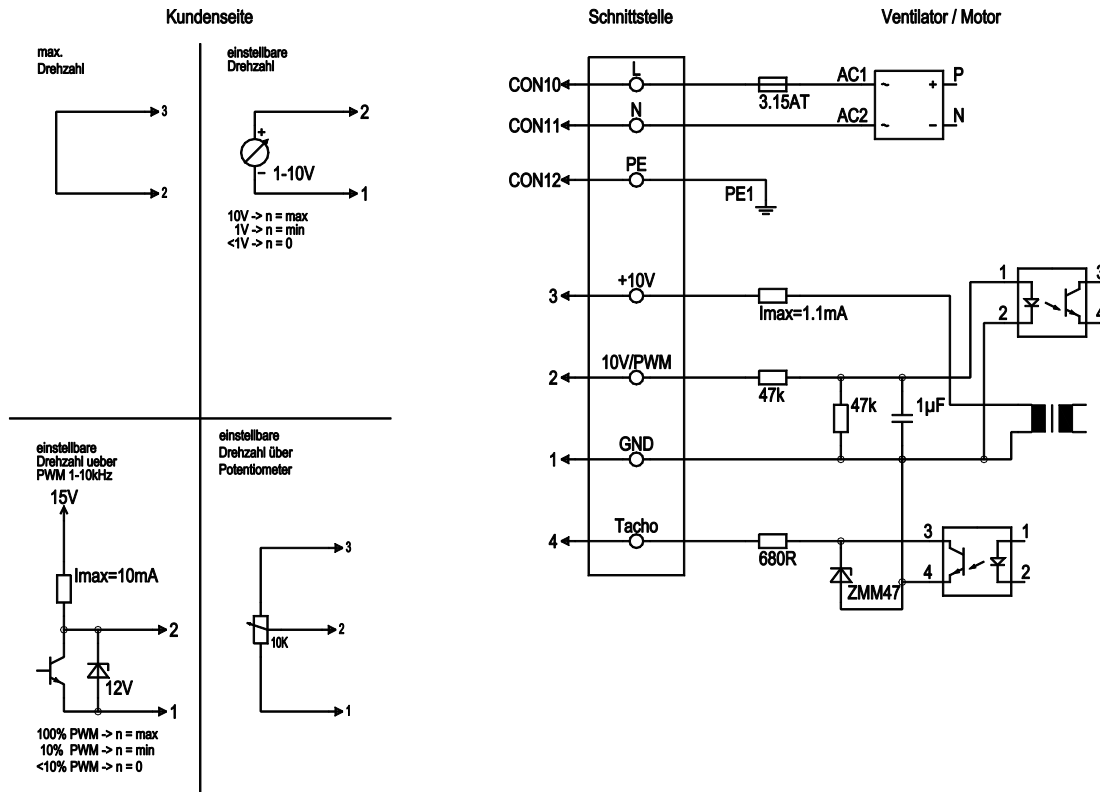 Kundenseite
Schnittstelle
Ventilator / Motor
max.
Drehzahl
3
2
einstellbare
Drehzahl
2
+
1-10V
−
1
10V -> n = max
1V -> n = min
<1V -> n = 0
einstellbare
Drehzahl ueber
PWM 1-10kHz
15V
Imax=10mA
2
12V
1
100% PWM -> n = max
10% PWM -> n = min
<10% PWM -> n = 0
einstellbare
Drehzahl über
Potentiometer
3
2
10K
1
L
CON10
3.15AT
AC1
~
+
P
N
CON11
AC2
~
−
N
PE
CON12
PE1
+10V
3
Imax=1.1mA
1
2
3
4
10V/PWM
2
47k
47k
1µF
GND
1
Tacho
4
680R
ZMM47
3
4
1
2